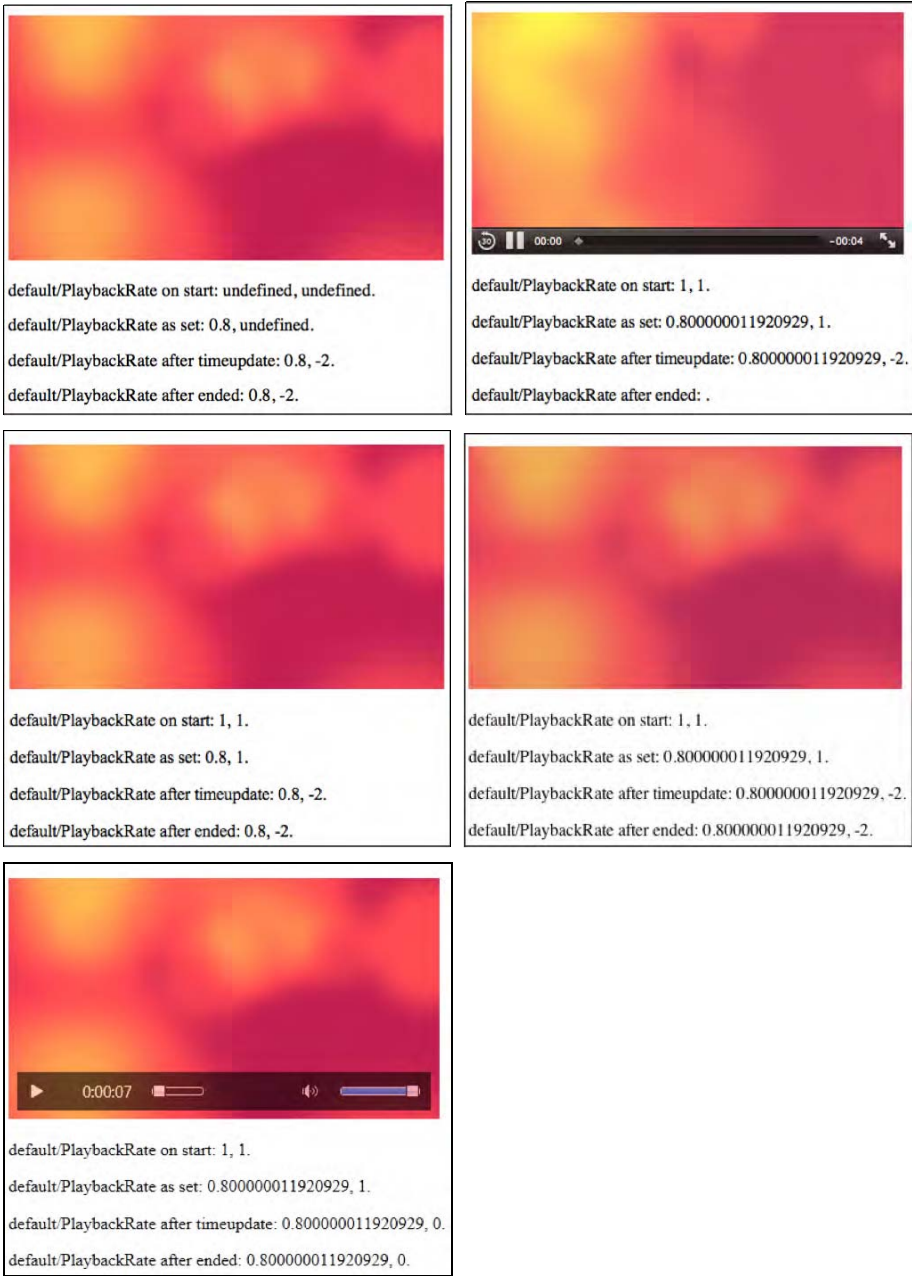 default/PlaybackRate on start: undefined, undefined.
default/PlaybackRate as set: 0.8, undefined.
default/PlaybackRate after timeupdate: 0.8, -2.
default/PlaybackRate after ended: 0.8, -2.
30 00:00 -00:04
default/PlaybackRate on start: 1, 1.
default/PlaybackRate as set: 0.800000011920929, 1.
default/PlaybackRate after timeupdate: 0.800000011920929, -2.
default/PlaybackRate after ended: .
default/PlaybackRate on start: 1, 1.
default/PlaybackRate as set: 0.8, 1.
default/PlaybackRate after timeupdate: 0.8, -2.
default/PlaybackRate after ended: 0.8, -2.
default/PlaybackRate on start: 1, 1.
default/PlaybackRate as set: 0.800000011920929, 1.
default/PlaybackRate after timeupdate: 0.800000011920929, -2.
default/PlaybackRate after ended: 0.800000011920929, -2.
0:00:07
default/PlaybackRate on start: 1, 1.
default/PlaybackRate as set: 0.800000011920929, 1.
default/PlaybackRate after timeupdate: 0.800000011920929, 0.
default/PlaybackRate after ended: 0.800000011920929, 0.